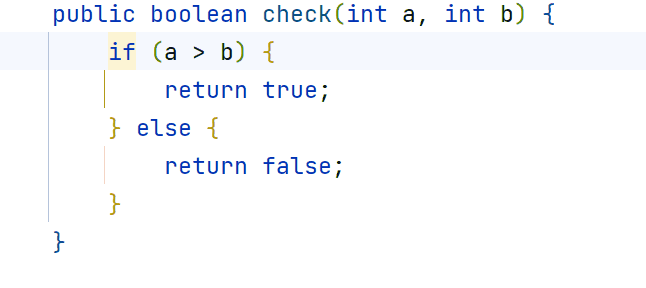 public boolean check(int a, int b) {
    if (a > b) {
        return true;
    } else {
        return false;
    }
}